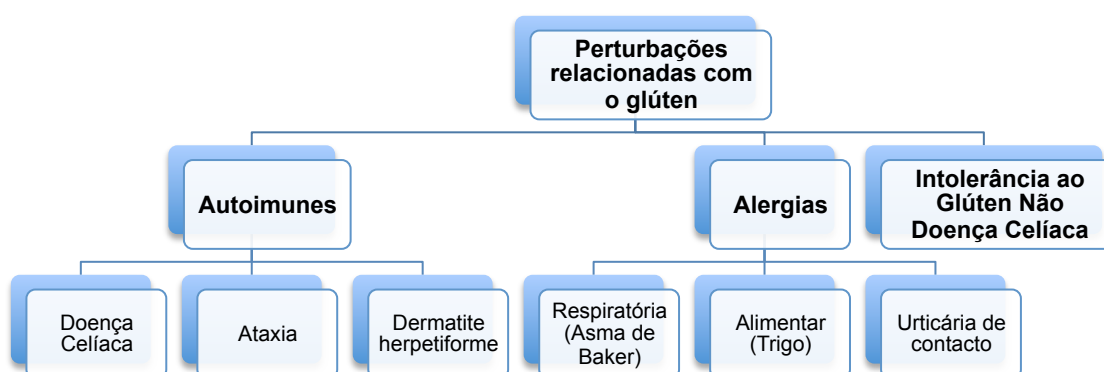 Perturbações
relacionadas com
o glúten
Autoimunes
Alergias
Intolerância ao
Glúten Não
Doença Celíaca
Doença
Celíaca
Ataxia
Dermatite
herpetiforme
Respiratória
(Asma de
Baker)
Alimentar
(Trigo)
Urticária de
contacto